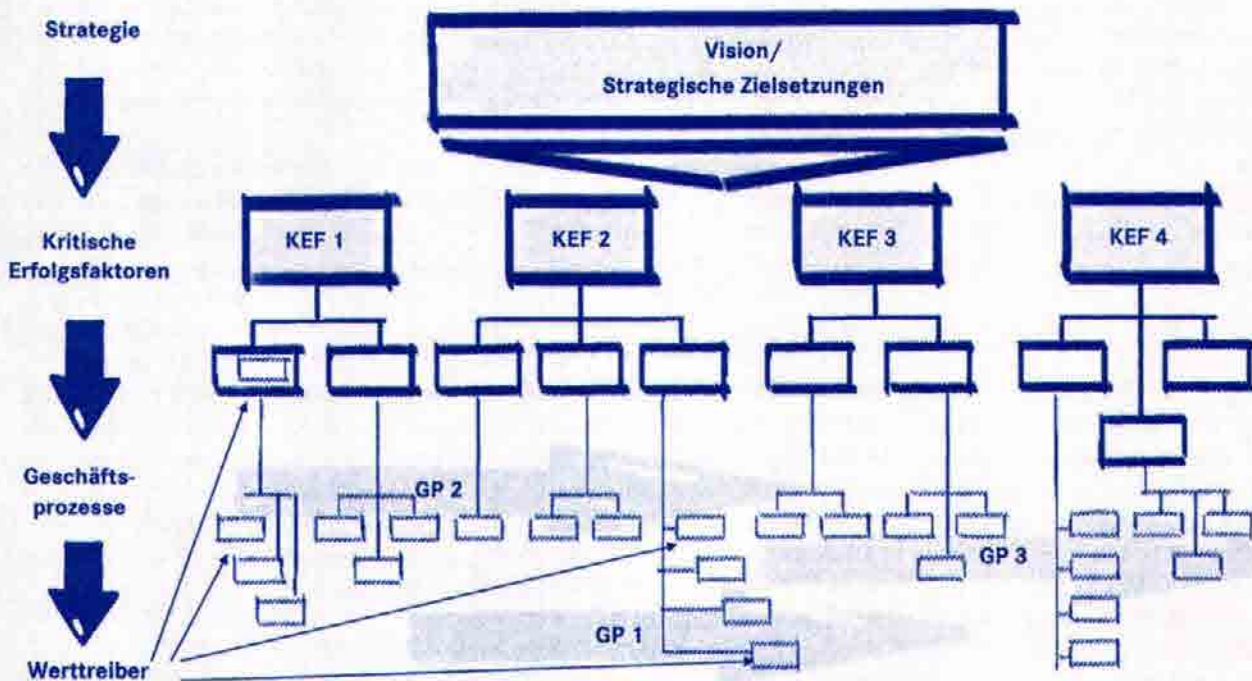 Strategie
Vision/
Strategische Zielsetzungen
Kritische
Erfolgsfaktoren
KEF 1
KEF 2
KEF 3
KEF 4
Geschäfts-
prozesse
GP 2
GP 3
GP 1
Werttreiber